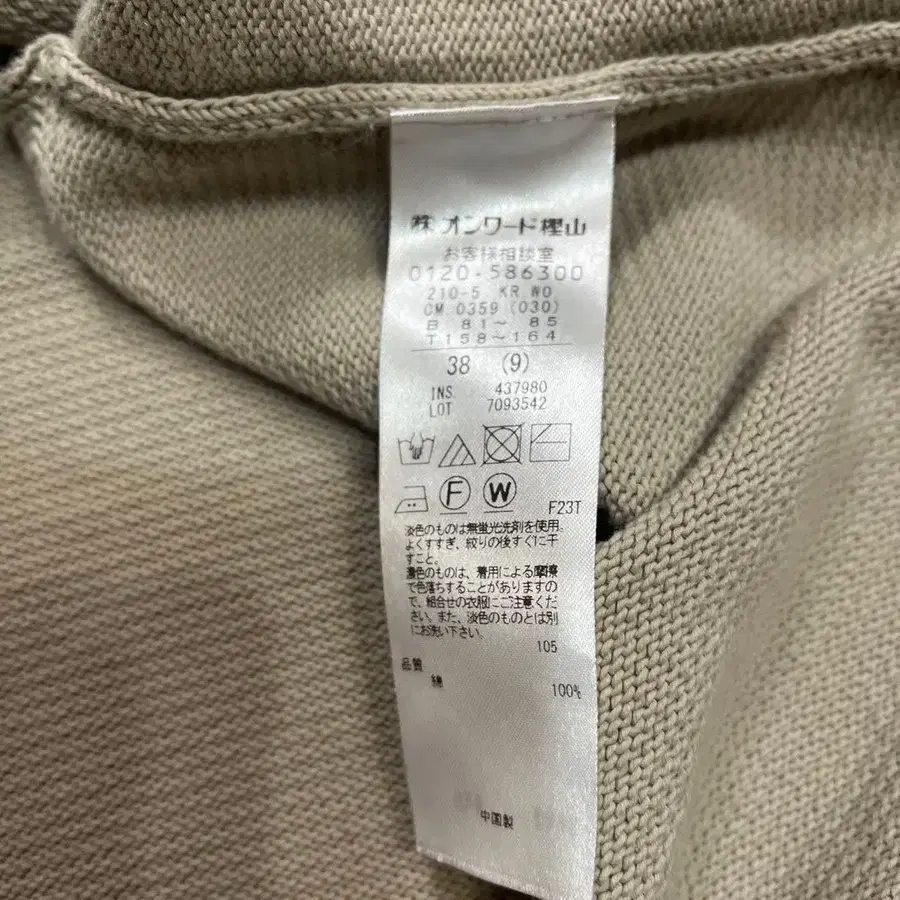 ㈱ オンワード樫山
お客様相談室
0120-586300
210-5 KR WO
CM 0359 (030)
B 81~ 85
T158~164
38 (9)
INS. 437980
LOT 7093542
F W F23T
淡色のものは無蛍光洗剤を使用。
よくすすぎ、絞りの後すぐに干
すこと。
濃色のものは、着用による摩擦
で色落ちすることがありますの
で、組合せの衣服にご注意くだ
さい。また、淡色のものとは別
にお洗い下さい。
105
品質
綿 100%
中国製